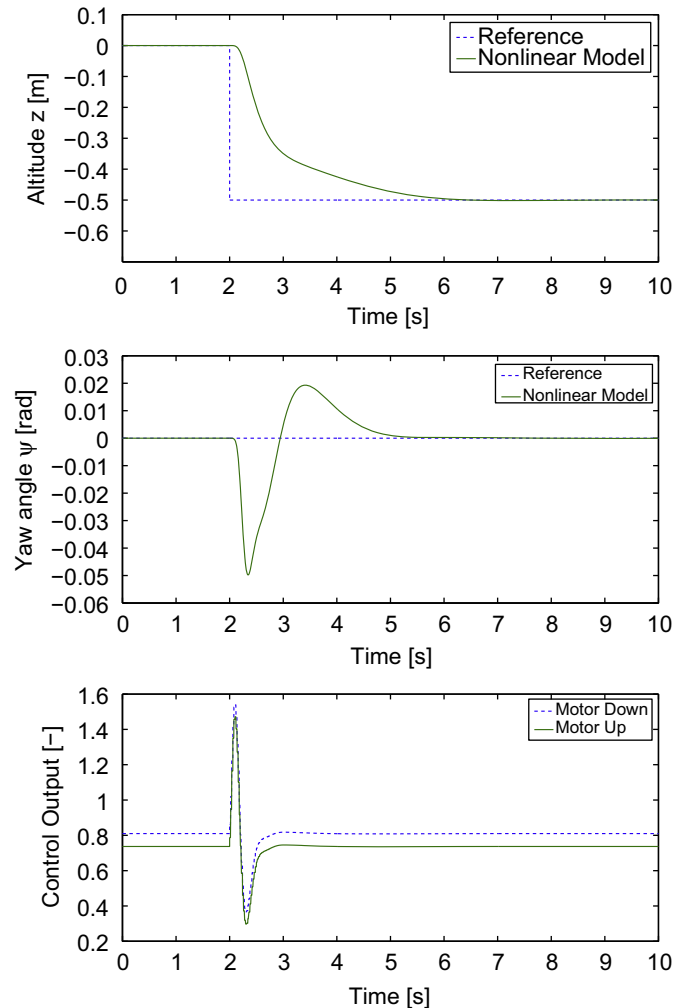 0.1
0
−0.1
−0.2
−0.3
−0.4
−0.5
−0.6
Altitude z [m]
Reference
Nonlinear Model
0 1 2 3 4 5 6 7 8 9 10
Time [s]
0.03
0.02
0.01
0
−0.01
−0.02
−0.03
−0.04
−0.05
−0.06
Yaw angle ψ [rad]
Reference
Nonlinear Model
0 1 2 3 4 5 6 7 8 9 10
Time [s]
1.6
1.4
1.2
1
0.8
0.6
0.4
0.2
Control Output [−]
Motor Down
Motor Up
0 1 2 3 4 5 6 7 8 9 10
Time [s]